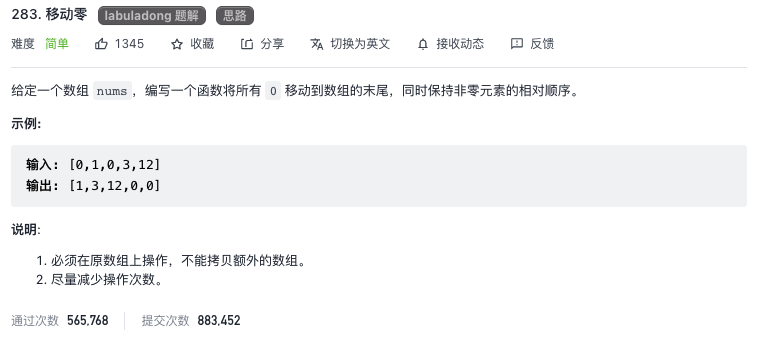 283. 移动零 labuladong 题解 思路
难度 简单 1345 收藏 分享 切换为英文 接收动态 反馈
给定一个数组 nums，编写一个函数将所有 0 移动到数组的末尾，同时保持非零元素的相对顺序。
示例:
输入: [0,1,0,3,12]
输出: [1,3,12,0,0]
说明:
1. 必须在原数组上操作，不能拷贝额外的数组。
2. 尽量减少操作次数。
通过次数 565,768 提交次数 883,452